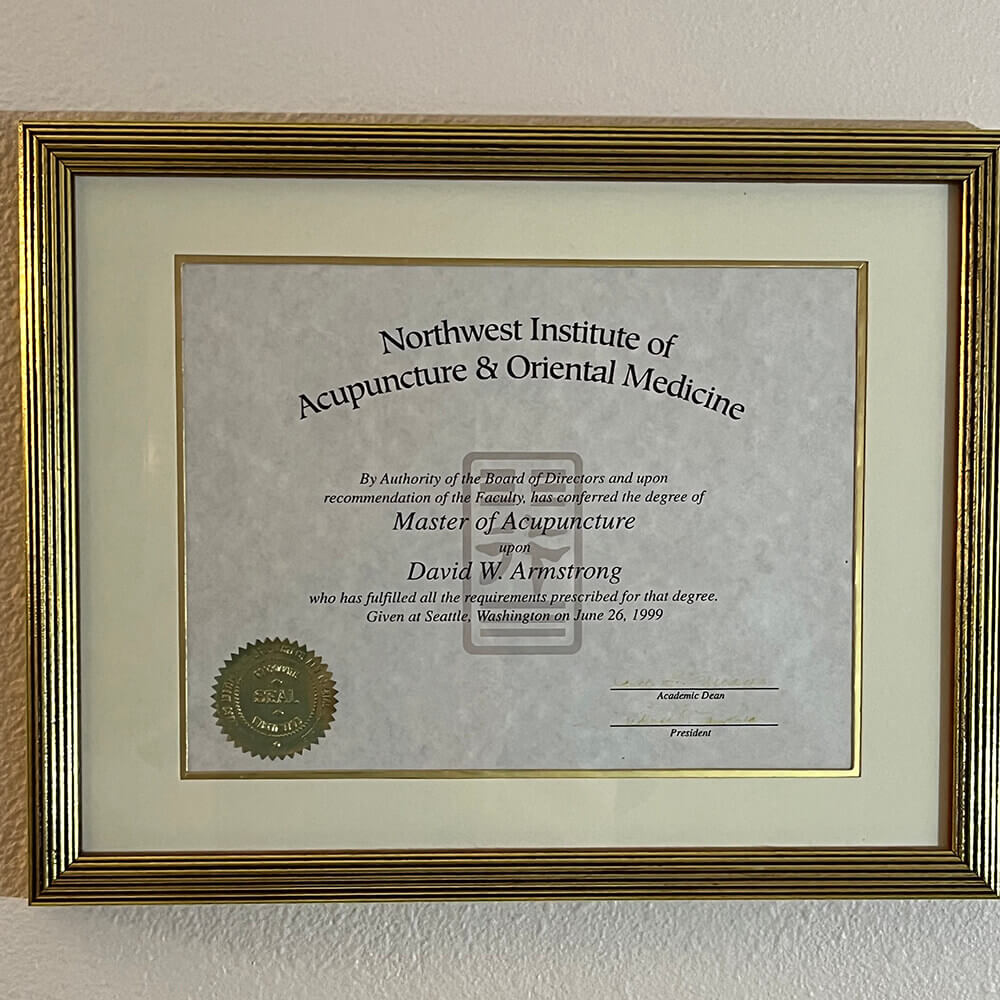 Northwest Institute of
Acupuncture & Oriental Medicine
By Authority of the Board of Directors and upon
recommendation of the Faculty, has conferred the degree of
Master of Acupuncture
upon
David W. Armstrong
who has fulfilled all the requirements prescribed for that degree.
Given at Seattle, Washington on June 26, 1999
SEAL
Academic Dean
President